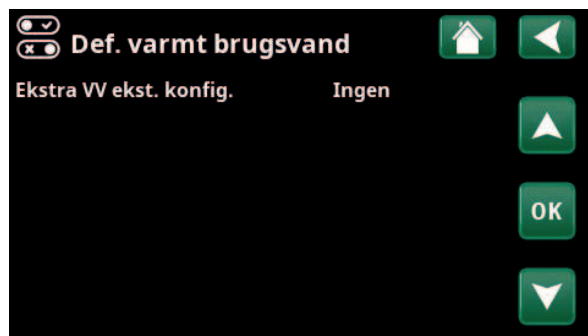 Def. varmt brugsvand
Ekstra VV ekst. konfig. Ingen
OK